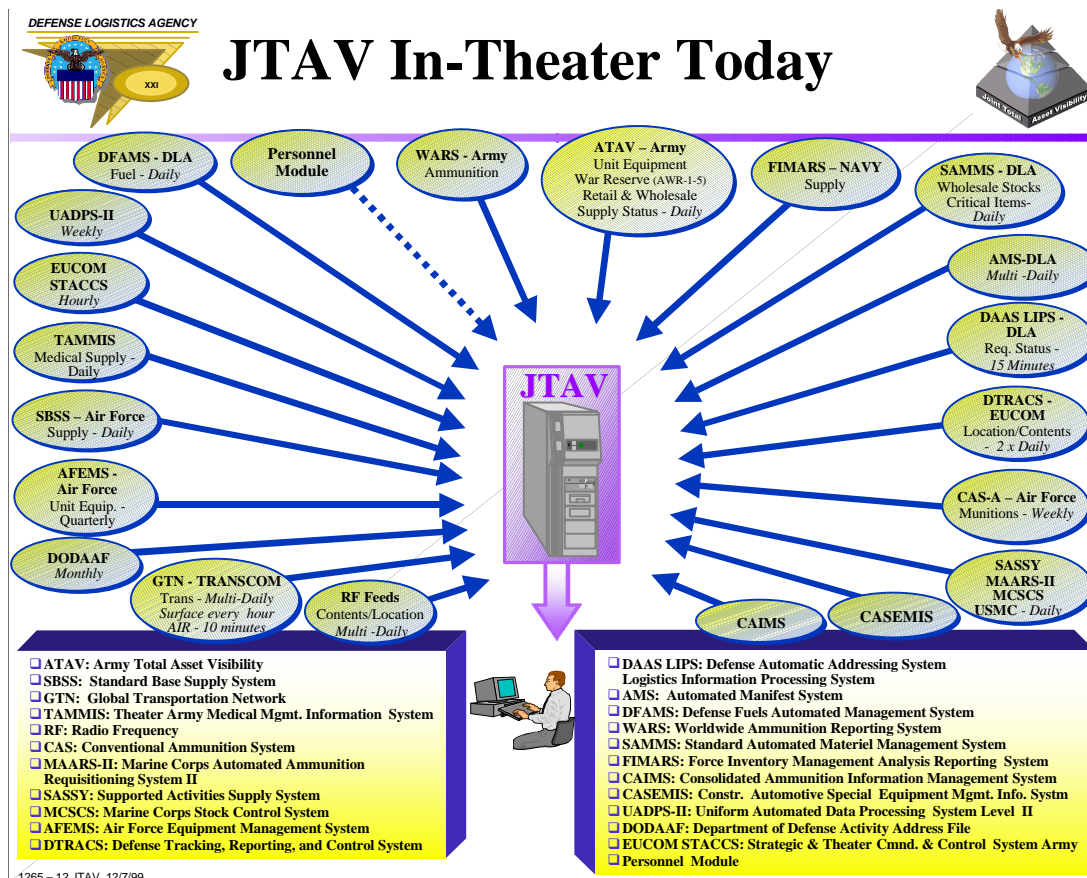 DEFENSE LOGISTICS AGENCY
XXI
JTAV In-Theater Today
Joint Total
Asset Visibility
DFAMS - DLA
Fuel - Daily
Personnel
Module
WARS - Army
Ammunition
ATAV – Army
Unit Equipment
War Reserve (AWR-1-5)
Retail & Wholesale
Supply Status - Daily
FIMARS – NAVY
Supply
SAMMS - DLA
Wholesale Stocks
Critical Items-
Daily
UADPS-II
Weekly
AMS-DLA
Multi -Daily
EUCOM
STACCS
Hourly
DAAS LIPS -
DLA
Req. Status -
15 Minutes
TAMMIS
Medical Supply -
Daily
JTAV
DTRACS -
EUCOM
Location/Contents
- 2 x Daily
SBSS – Air Force
Supply - Daily
AFEMS -
Air Force
Unit Equip. -
Quarterly
CAS-A – Air Force
Munitions - Weekly
DODAAF
Monthly
SASSY
MAARS-II
MCSCS
USMC - Daily
GTN - TRANSCOM
Trans - Multi-Daily
Surface every hour
AIR - 10 minutes
RF Feeds
Contents/Location
Multi -Daily
CAIMS
CASEMIS
❑ ATAV: Army Total Asset Visibility
❑ SBSS: Standard Base Supply System
❑ GTN: Global Transportation Network
❑ TAMMIS: Theater Army Medical Mgmt. Information System
❑ RF: Radio Frequency
❑ CAS: Conventional Ammunition System
❑ MAARS-II: Marine Corps Automated Ammunition
Requisitioning System II
❑ SASSY: Supported Activities Supply System
❑ MCSCS: Marine Corps Stock Control System
❑ AFEMS: Air Force Equipment Management System
❑ DTRACS: Defense Tracking, Reporting, and Control System
❑ DAAS LIPS: Defense Automatic Addressing System
Logistics Information Processing System
❑ AMS: Automated Manifest System
❑ DFAMS: Defense Fuels Automated Management System
❑ WARS: Worldwide Ammunition Reporting System
❑ SAMMS: Standard Automated Materiel Management System
❑ FIMARS: Force Inventory Management Analysis Reporting System
❑ CAIMS: Consolidated Ammunition Information Management System
❑ CASEMIS: Constr. Automotive Special Equipment Mgmt. Info. Systm
❑ UADPS-II: Uniform Automated Data Processing System Level II
❑ DODAAF: Department of Defense Activity Address File
❑ EUCOM STACCS: Strategic & Theater Cmnd. & Control System Army
❑ Personnel Module
1265 – 12 JTAV 12/7/99